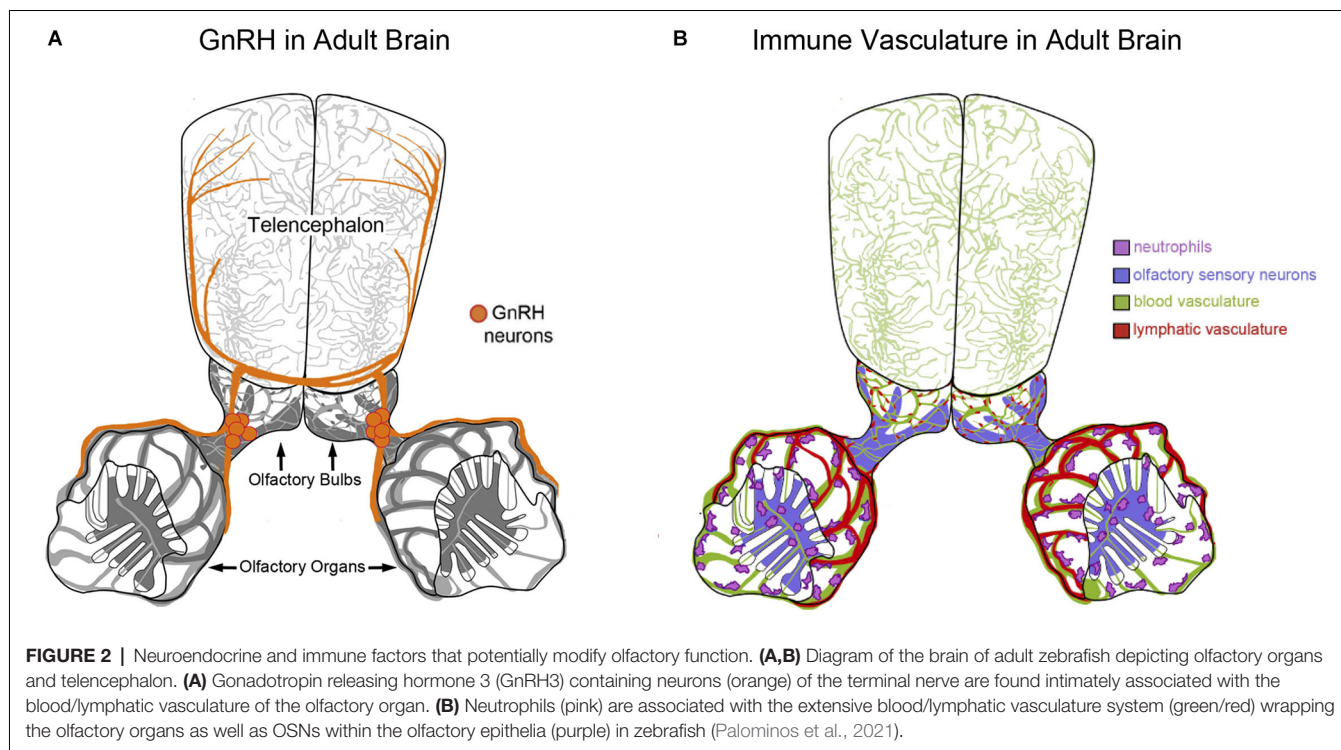 A
GnRH in Adult Brain
Telencephalon
GnRH
neurons
Olfactory Bulbs
Olfactory Organs
B
Immune Vasculature in Adult Brain
neutrophils
olfactory sensory neurons
blood vasculature
lymphatic vasculature
FIGURE 2 | Neuroendocrine and immune factors that potentially modify olfactory function. (A,B) Diagram of the brain of adult zebrafish depicting olfactory organs
and telencephalon. (A) Gonadotropin releasing hormone 3 (GnRH3) containing neurons (orange) of the terminal nerve are found intimately associated with the
blood/lymphatic vasculature of the olfactory organ. (B) Neutrophils (pink) are associated with the extensive blood/lymphatic vasculature system (green/red) wrapping
the olfactory organs as well as OSNs within the olfactory epithelia (purple) in zebrafish (Palominos et al., 2021).